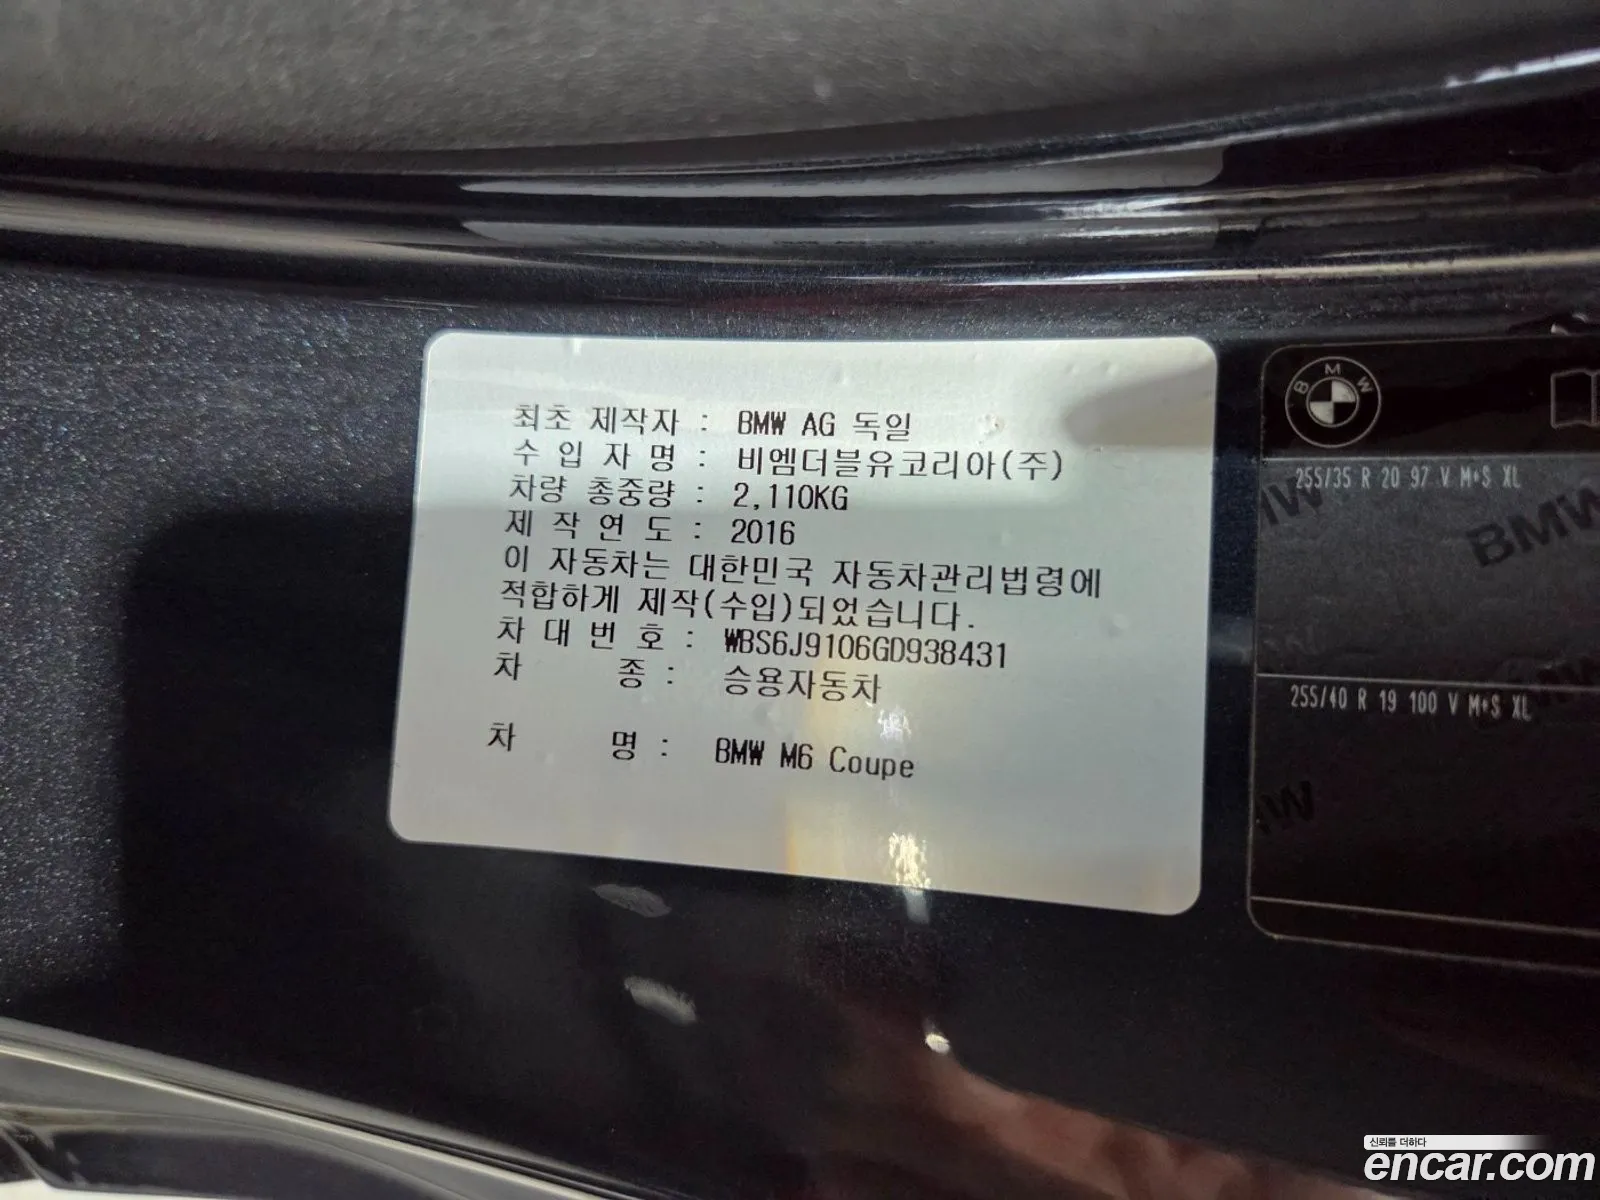 최초 제작자 : BMW AG 독일
수 입 자 명 : 비엠더블유코리아(주)
차량 총중량 : 2,110KG
제 작 연 도 : 2016
이 자동차는 대한민국 자동차관리법령에
적합하게 제작(수입)되었습니다.
차 대 번 호 : WBS6J9106GD938431
차 종 : 승용자동차
차 명 : BMW M6 Coupe
BMW
255/35 R 20 97 V M+S XL
BMW
255/40 R 19 100 V M+S XL
신뢰를 더하다
encar.com